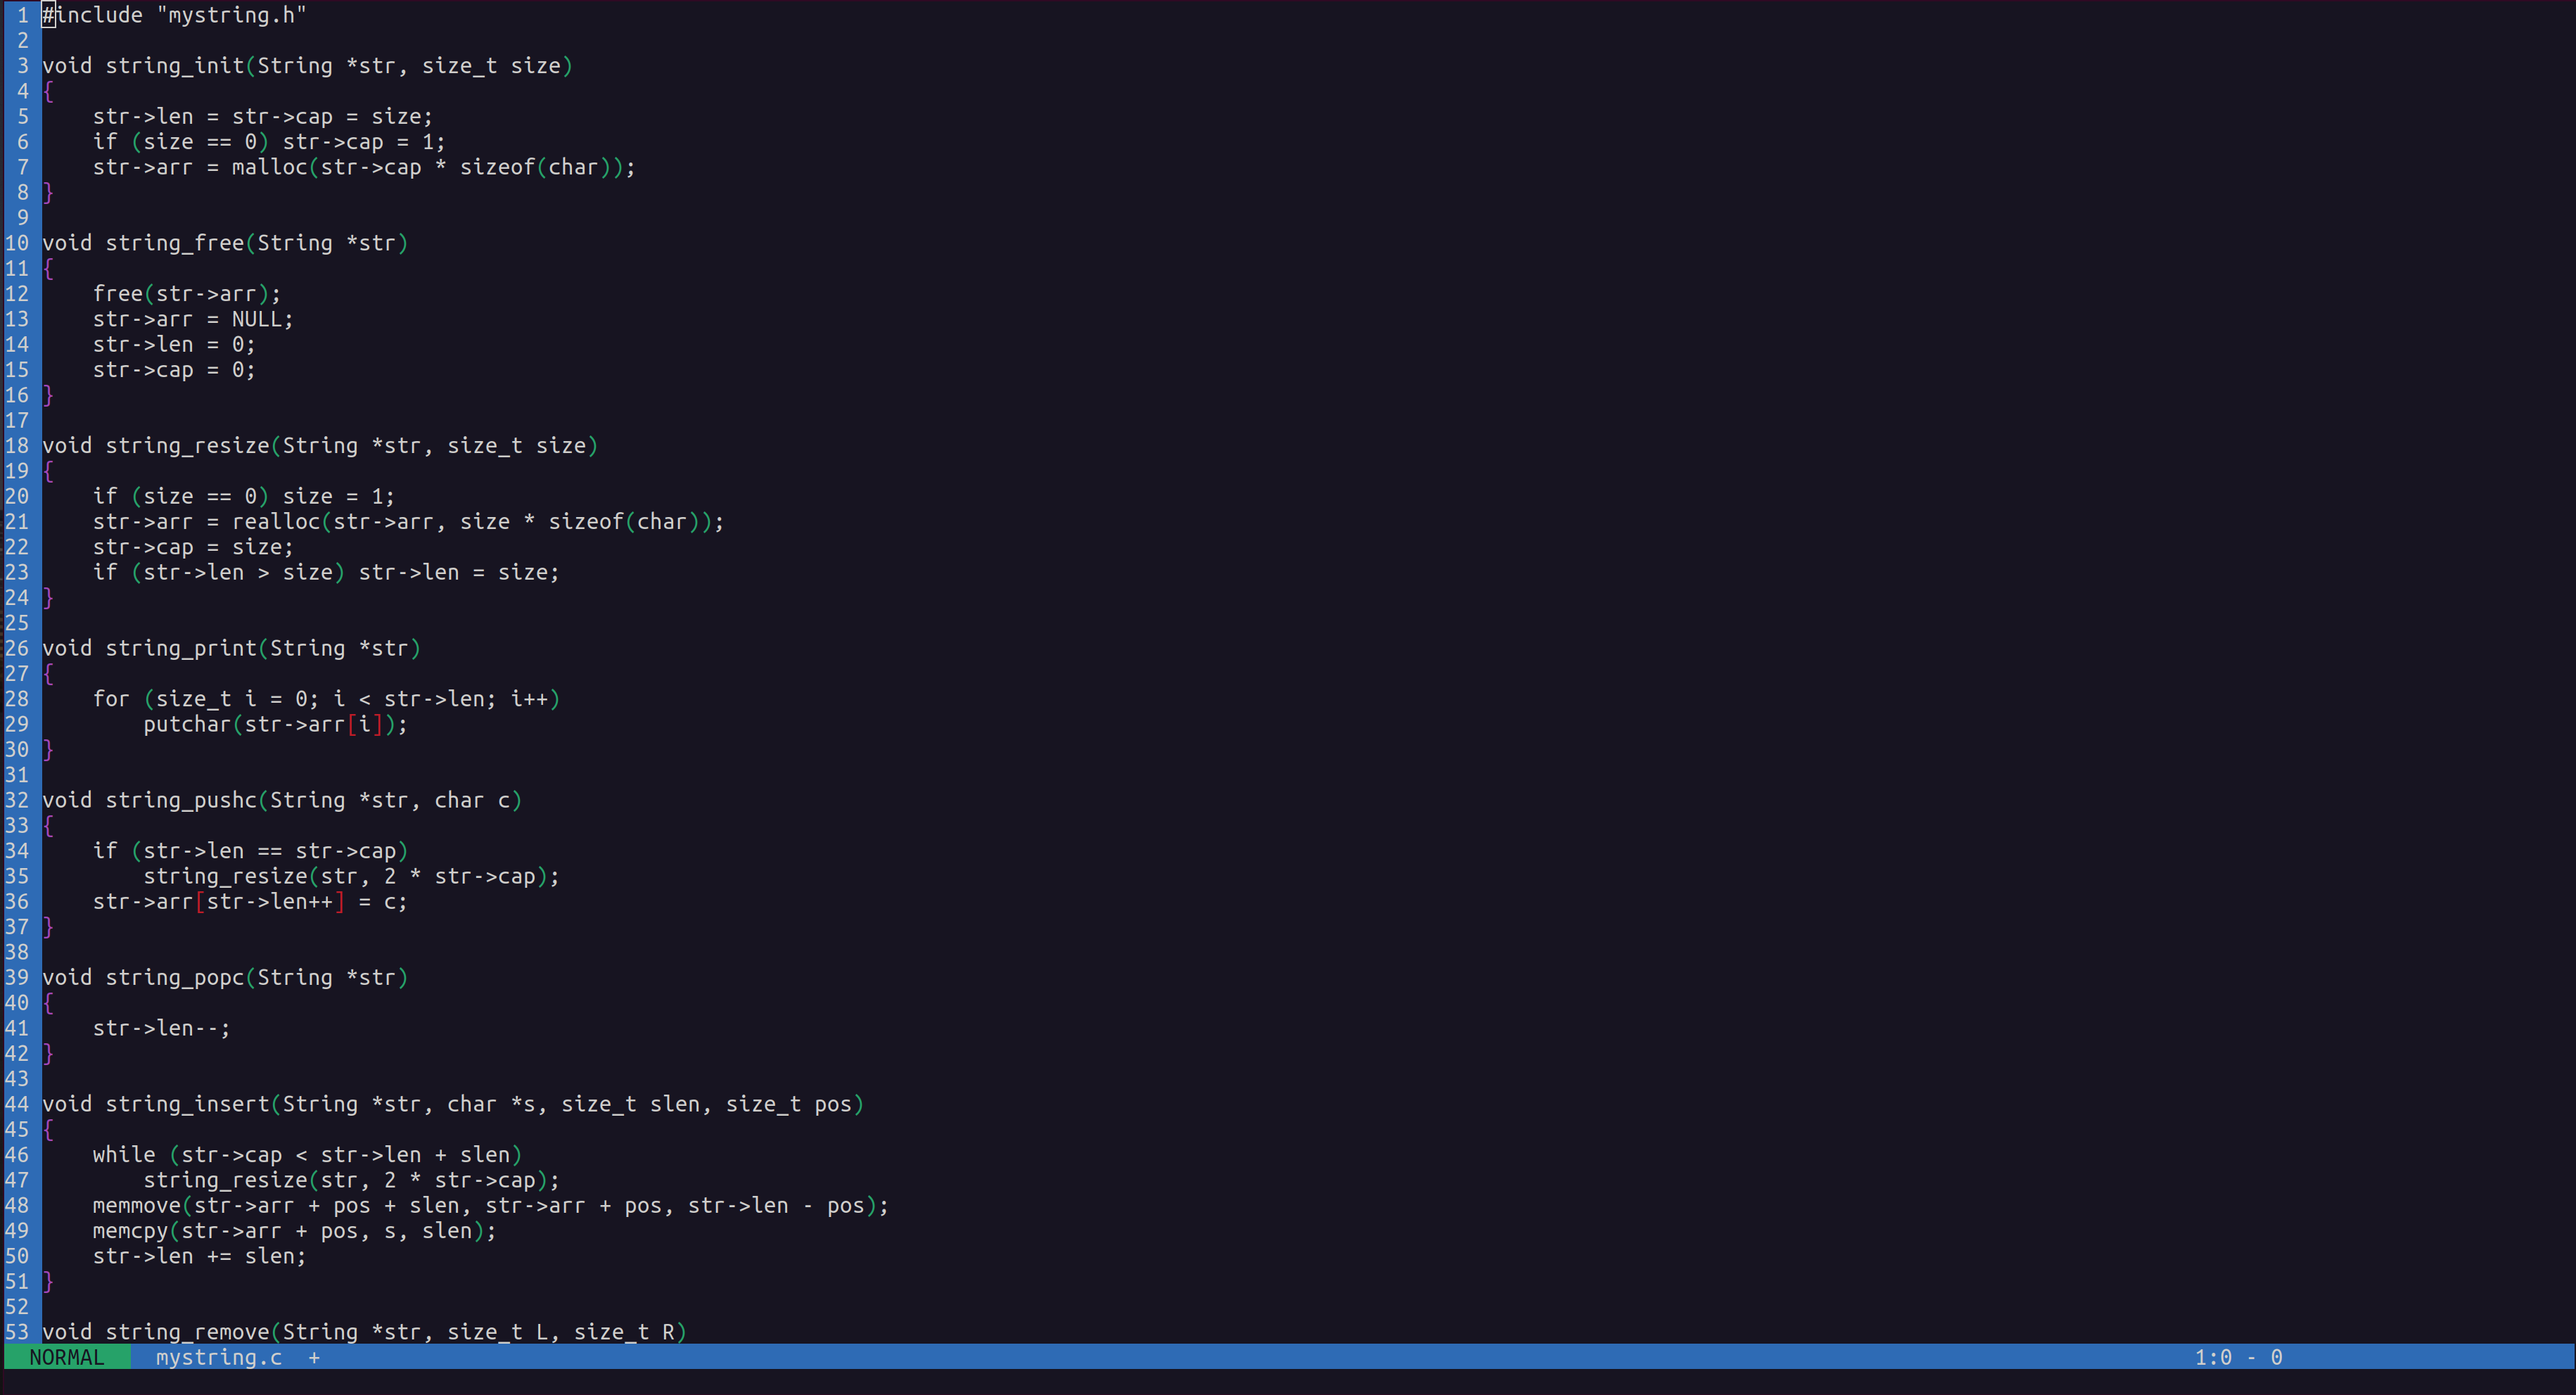 1 #include "mystring.h"
2
3 void string_init(String *str, size_t size)
4 {
5     str->len = str->cap = size;
6     if (size == 0) str->cap = 1;
7     str->arr = malloc(str->cap * sizeof(char));
8 }
9
10 void string_free(String *str)
11 {
12     free(str->arr);
13     str->arr = NULL;
14     str->len = 0;
15     str->cap = 0;
16 }
17
18 void string_resize(String *str, size_t size)
19 {
20     if (size == 0) size = 1;
21     str->arr = realloc(str->arr, size * sizeof(char));
22     str->cap = size;
23     if (str->len > size) str->len = size;
24 }
25
26 void string_print(String *str)
27 {
28     for (size_t i = 0; i < str->len; i++)
29         putchar(str->arr[i]);
30 }
31
32 void string_pushc(String *str, char c)
33 {
34     if (str->len == str->cap)
35         string_resize(str, 2 * str->cap);
36     str->arr[str->len++] = c;
37 }
38
39 void string_popc(String *str)
40 {
41     str->len--;
42 }
43
44 void string_insert(String *str, char *s, size_t slen, size_t pos)
45 {
46     while (str->cap < str->len + slen)
47         string_resize(str, 2 * str->cap);
48     memmove(str->arr + pos + slen, str->arr + pos, str->len - pos);
49     memcpy(str->arr + pos, s, slen);
50     str->len += slen;
51 }
52
53 void string_remove(String *str, size_t L, size_t R)
NORMAL mystring.c + 1:0 - 0